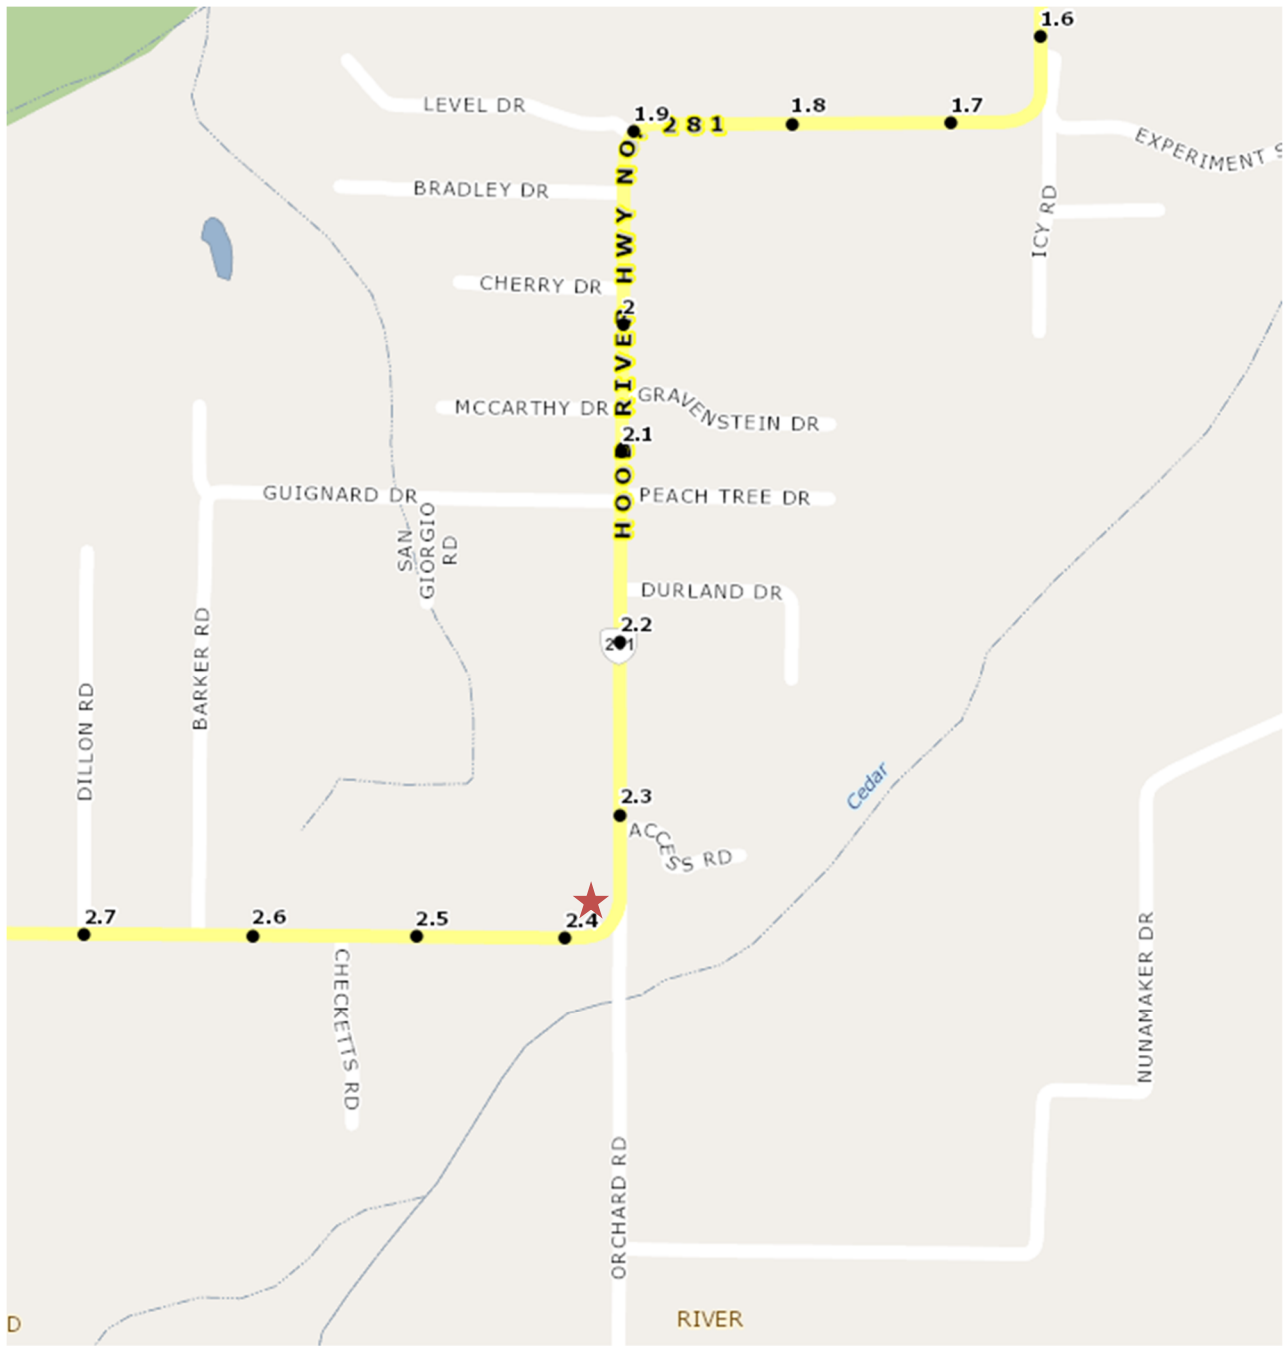 1.6
1.9
281
1.8
1.7
LEVEL DR
EXPERIMENT S
BRADLEY DR
ICY RD
HOOD RIVER HWY NO.
CHERRY DR
2
MCCARTHY DR
GRAVENSTEIN DR
2.1
GUIGNARD DR
PEACH TREE DR
SAN
GIORGIO
RD
DURLAND DR
2.2
BARKER RD
DILLON RD
2.3
Cedar
ACCESS RD
2.7
2.6
2.5
2.4
CHECKETTS RD
NUNAMAKER DR
ORCHARD RD
RIVER
D